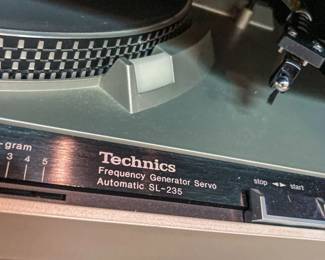 -gram
3 4 5
Technics
Frequency Generator Servo
Automatic SL-235
stop ◄► start